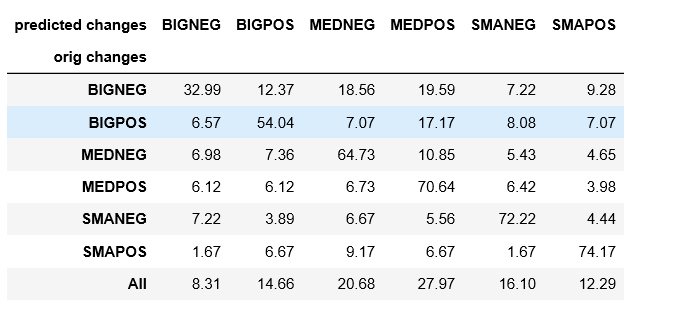 predicted changes BIGNEG BIGPOS MEDNEG MEDPOS SMANEG SMAPOS
orig changes
BIGNEG 32.99 12.37 18.56 19.59 7.22 9.28
BIGPOS 6.57 54.04 7.07 17.17 8.08 7.07
MEDNEG 6.98 7.36 64.73 10.85 5.43 4.65
MEDPOS 6.12 6.12 6.73 70.64 6.42 3.98
SMANEG 7.22 3.89 6.67 5.56 72.22 4.44
SMAPOS 1.67 6.67 9.17 6.67 1.67 74.17
All 8.31 14.66 20.68 27.97 16.10 12.29